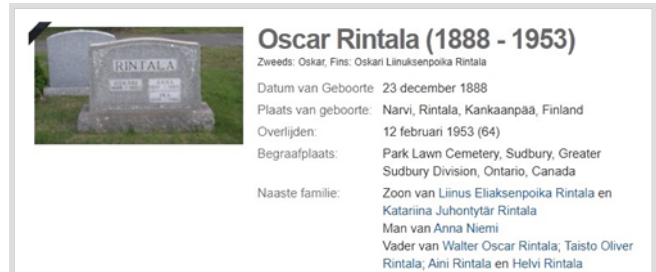 RINTALA
Oscar Rintala (1888 - 1953)
Zweeds: Oskar, Fins: Oskari Liinuksenpoika Rintala
Datum van Geboorte 23 december 1888
Plaats van geboorte: Narvi, Rintala, Kankaanpää, Finland
Overlijden: 12 februari 1953 (64)
Begraafplaats: Park Lawn Cemetery, Sudbury, Greater
Sudbury Division, Ontario, Canada
Naaste familie: Zoon van Liinus Eliaksenpoika Rintala en
Katariina Juhontytär Rintala
Man van Anna Niemi
Vader van Walter Oscar Rintala; Taisto Oliver
Rintala; Aini Rintala en Helvi Rintala